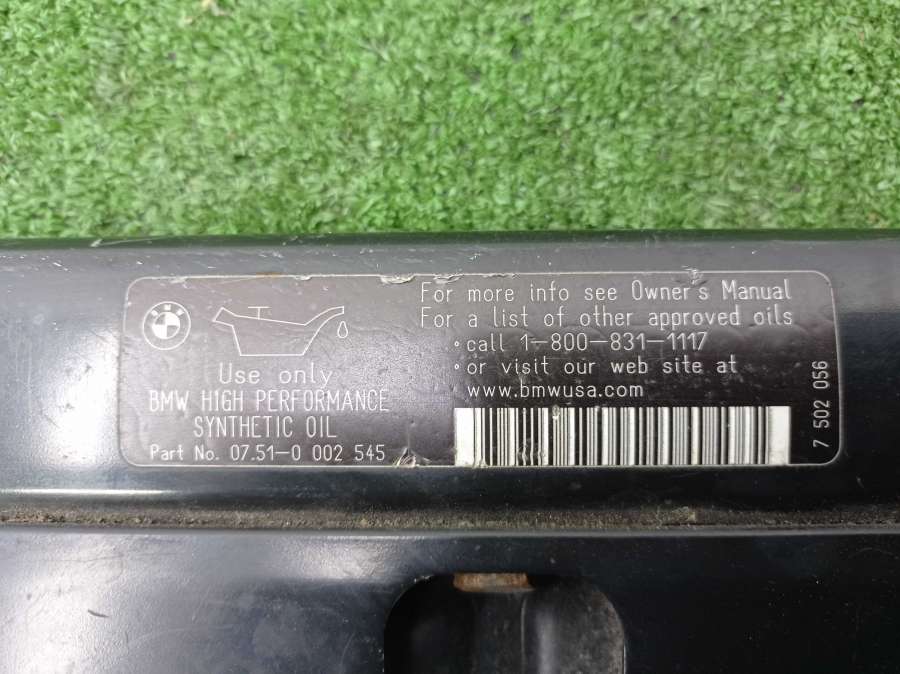 BMW
Use only
BMW HIGH PERFORMANCE
SYNTHETIC OIL
Part No. 07.51-0 002 545
For more info see Owner's Manual
For a list of other approved oils
• call 1-800-831-1117
• or visit our web site at
www.bmwusa.com
7 502 056